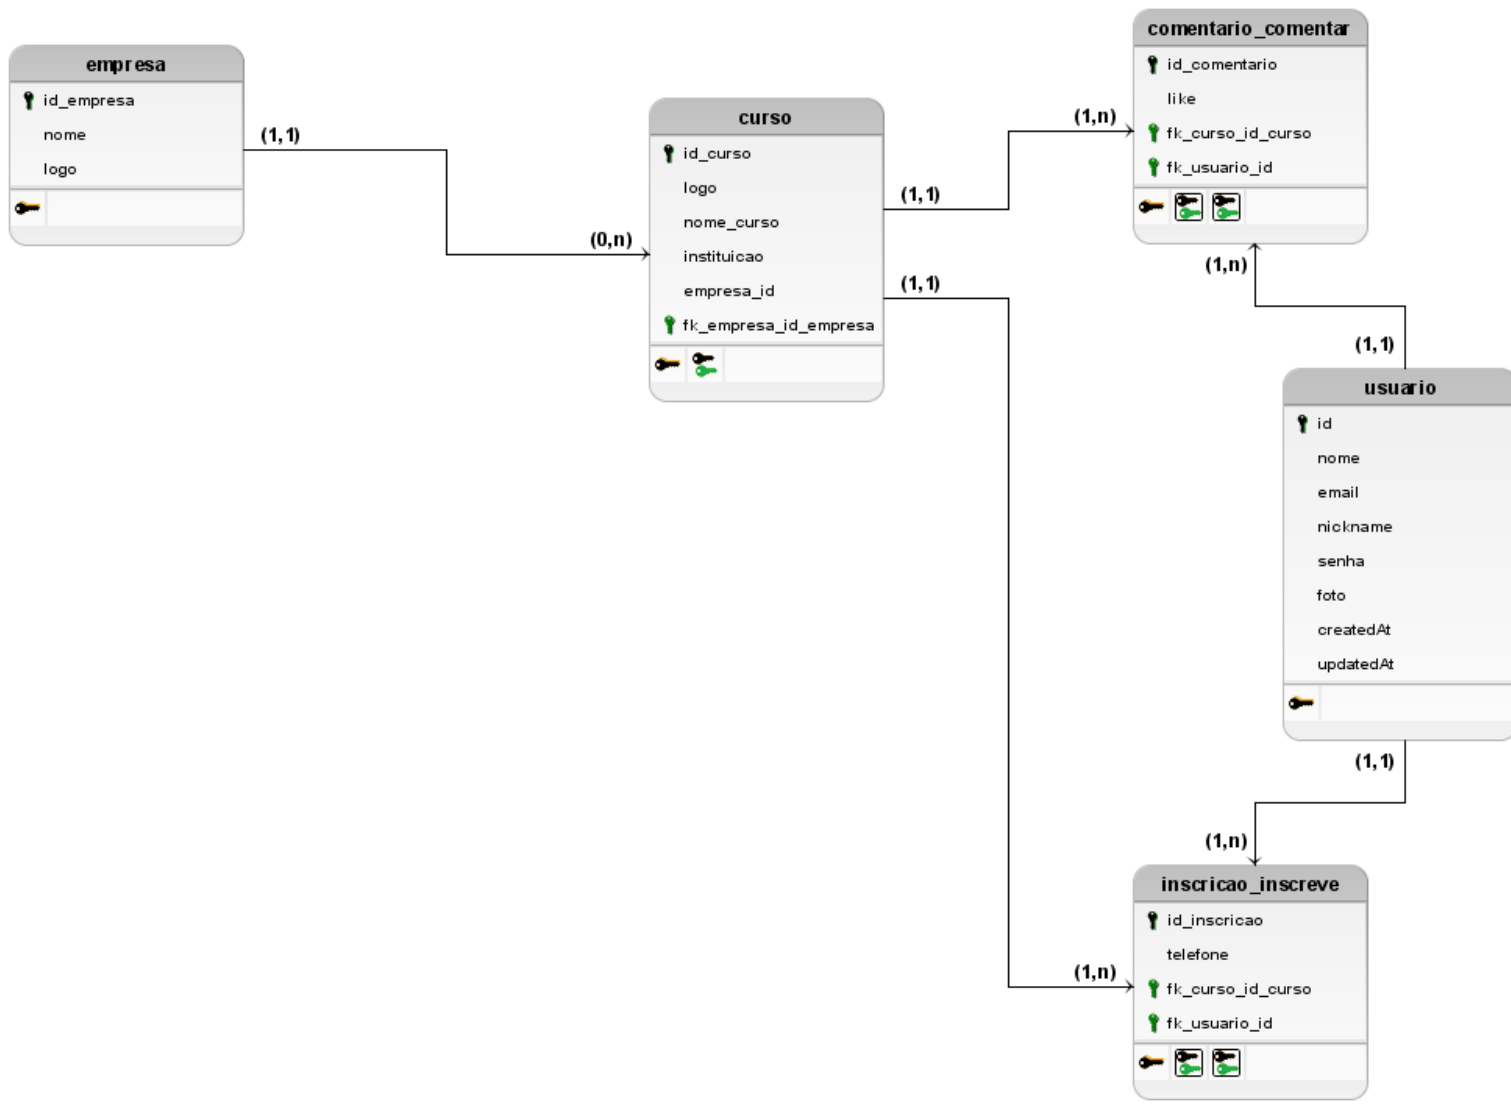 empresa
id_empresa
nome
logo
(1,1)
(0,n)
curso
id_curso
logo
nome_curso
instituicao
empresa_id
fk_empresa_id_empresa
(1,1)
(1,n)
(1,1)
(1,n)
comentario_comentar
id_comentario
like
fk_curso_id_curso
fk_usuario_id
(1,n)
(1,1)
usuario
id
nome
email
nickname
senha
foto
createdAt
updatedAt
(1,1)
(1,n)
inscricao_inscreve
id_inscricao
telefone
fk_curso_id_curso
fk_usuario_id